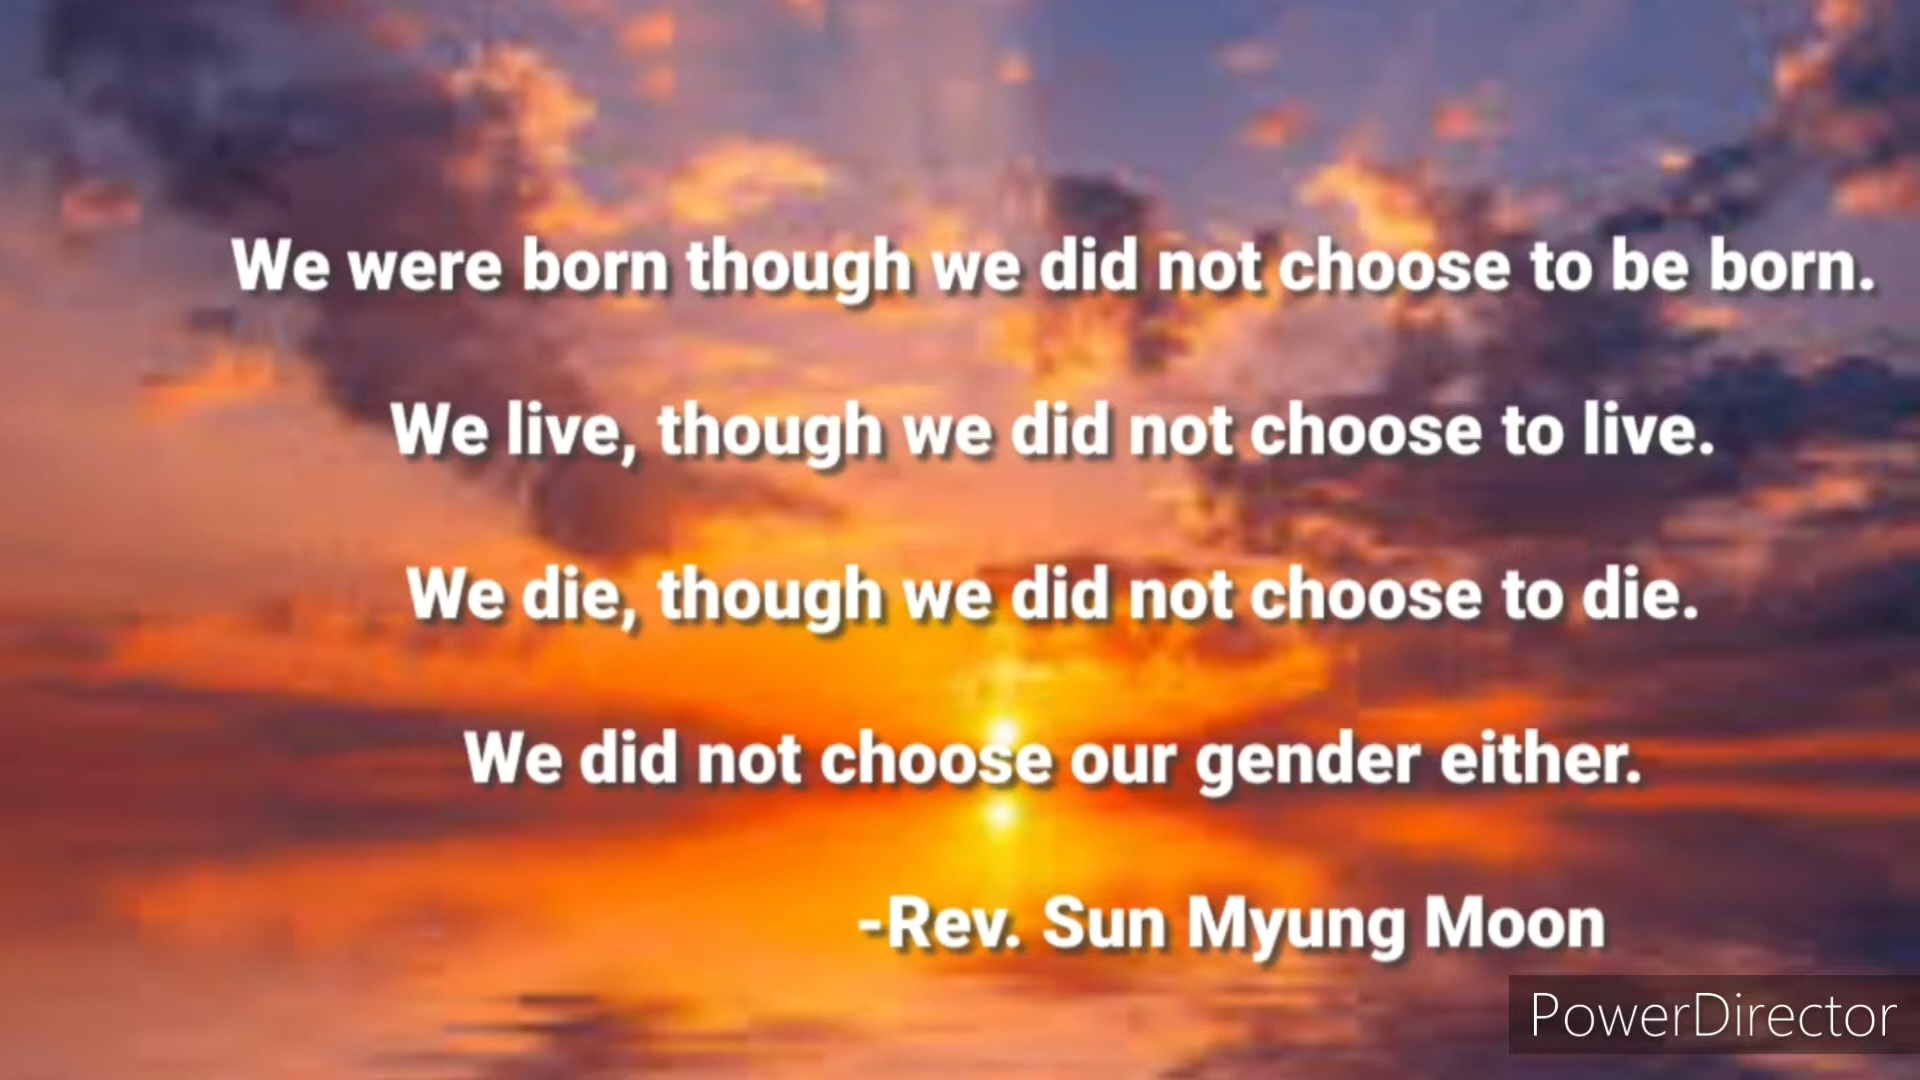 We were born though we did not choose to be born.
We live, though we did not choose to live.
We die, though we did not choose to die.
We did not choose our gender either.
-Rev. Sun Myung Moon
PowerDirector